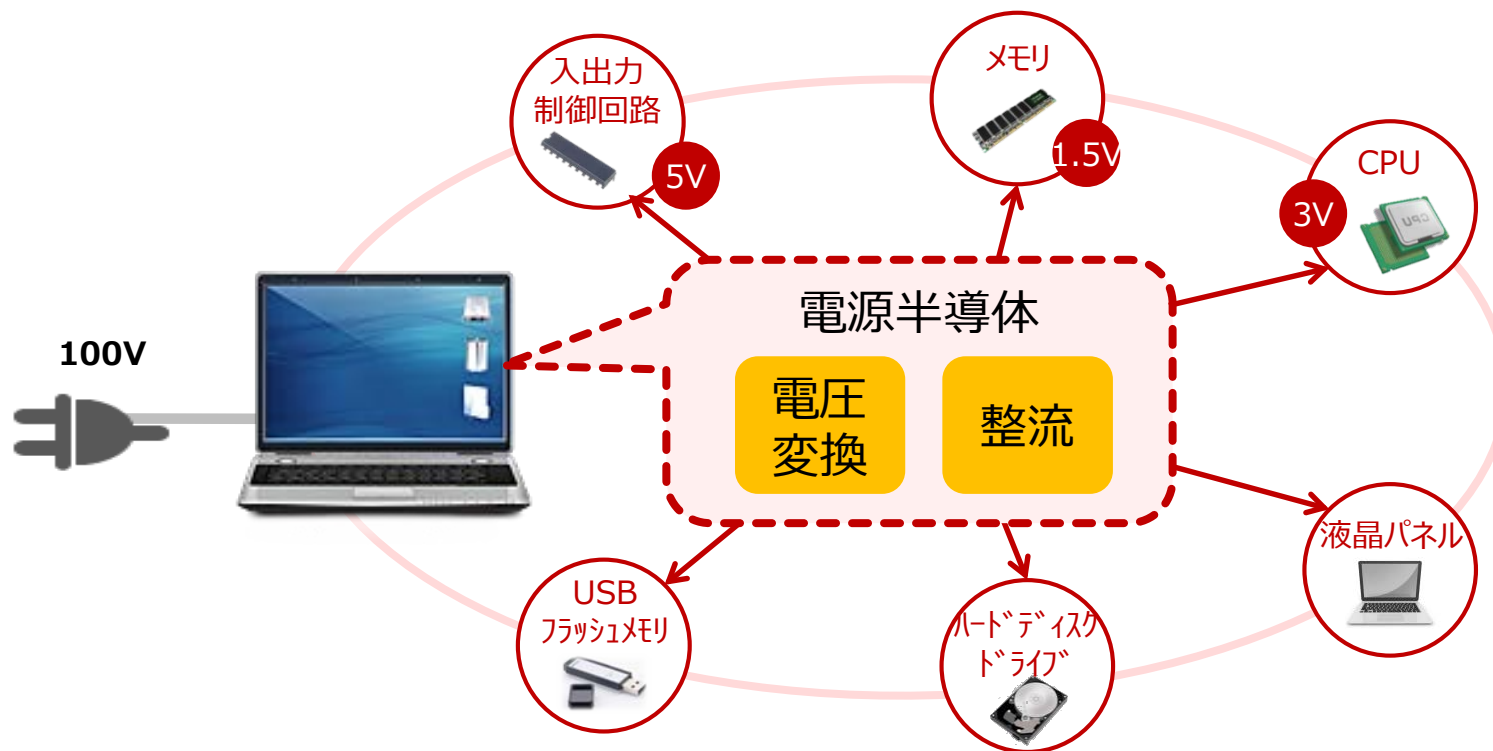 入出力
制御回路
5V
メモリ
1.5V
CPU
3V
100V
電源半導体
電圧
変換
整流
液晶パネル
USB
フラッシュメモリ
ﾊｰﾄﾞﾃﾞｨｽｸ
ﾄﾞﾗｲﾌﾞ
CPU